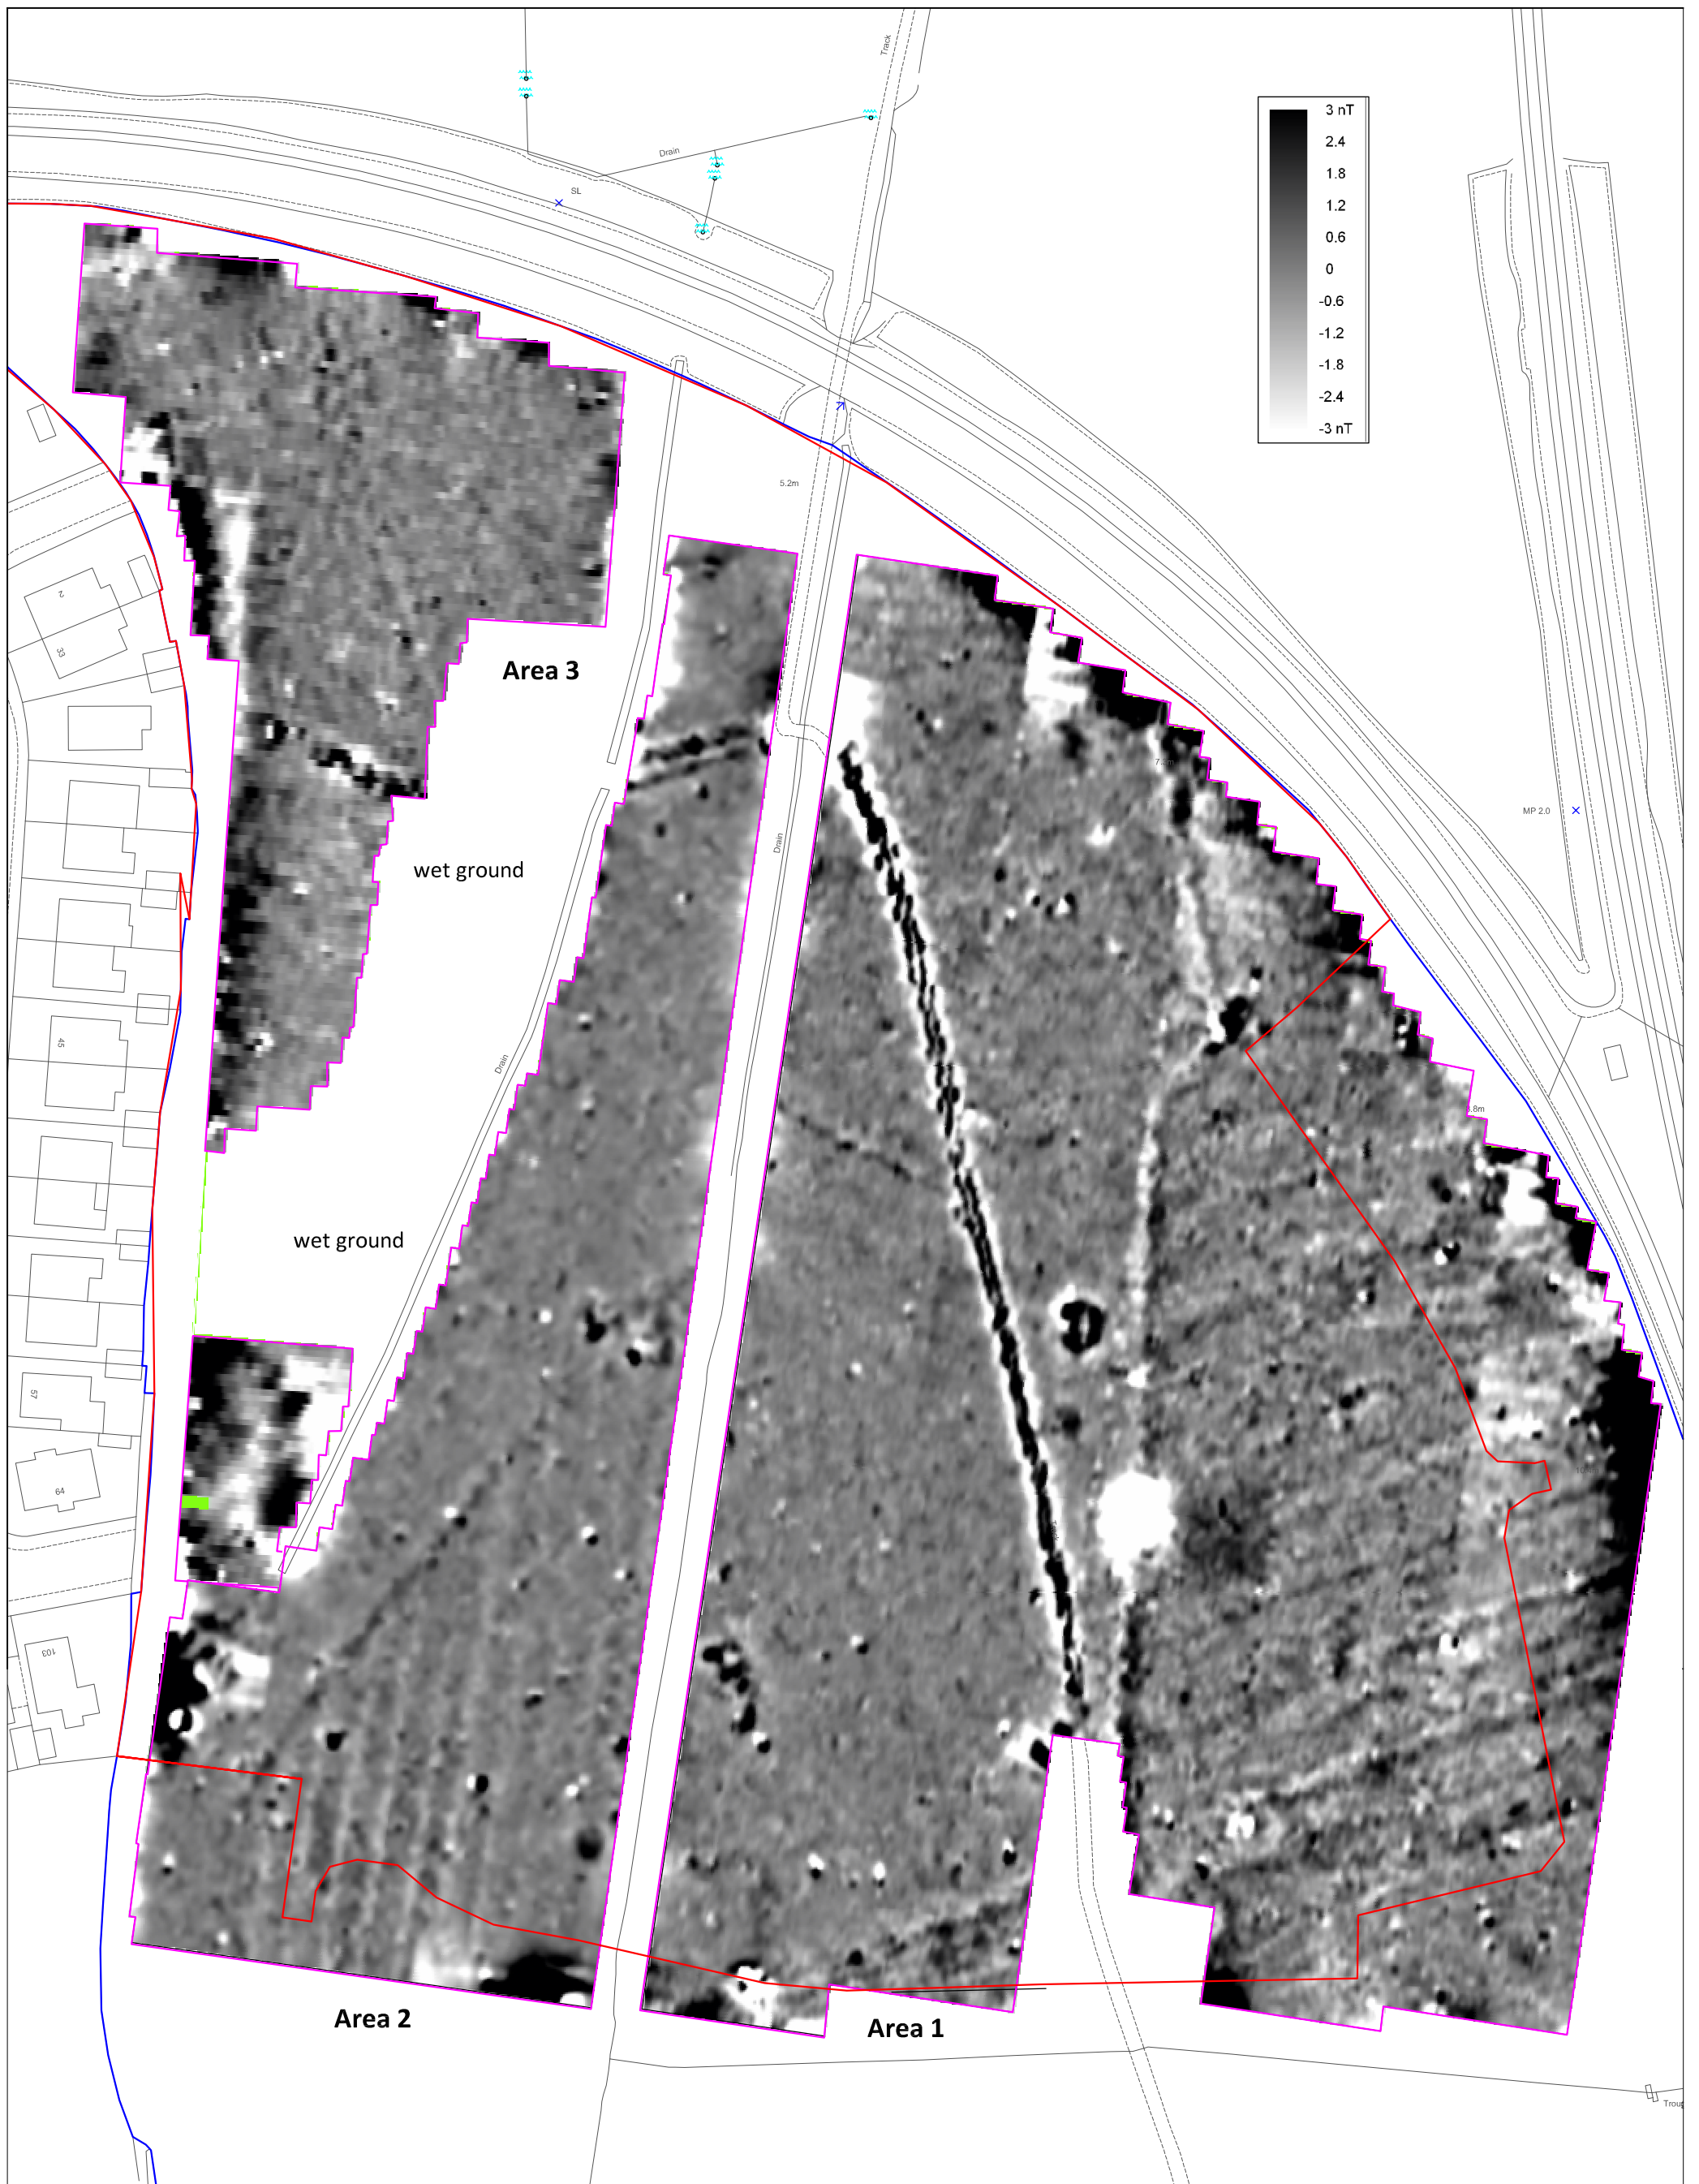 Track
3 nT
2.4
1.8
1.2
0.6
0
-0.6
-1.2
-1.8
-2.4
-3 nT
Drain
SL
5.2m
2
33
Area 3
MP 2.0
Drain
wet ground
45
Drain
wet ground
57
64
103
Area 2
Area 1